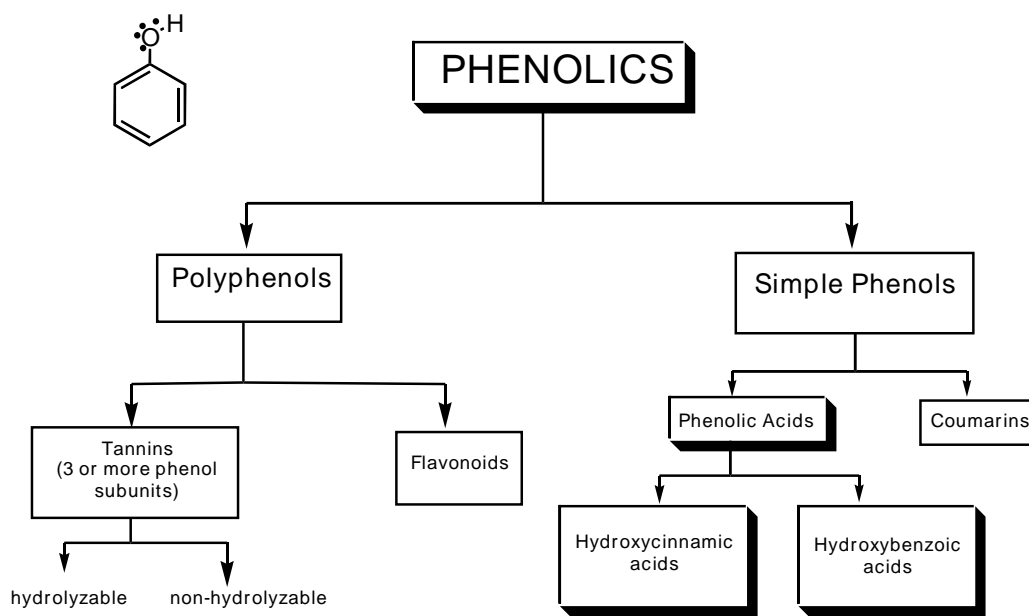 O H
PHENOLICS
Polyphenols
Simple Phenols
Phenolic Acids
Coumarins
Tannins
(3 or more phenol
subunits)
Flavonoids
Hydroxycinnamic
acids
Hydroxybenzoic
acids
hydrolyzable
non-hydrolyzable